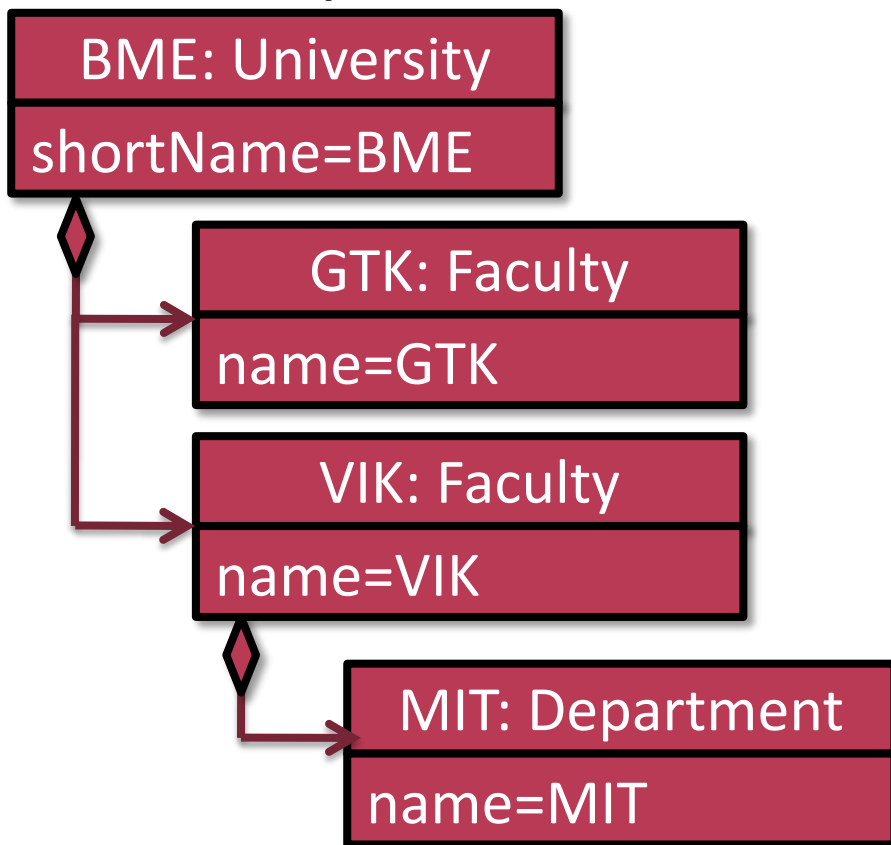 BME: University
shortName=BME
GTK: Faculty
name=GTK
VIK: Faculty
name=VIK
MIT: Department
name=MIT